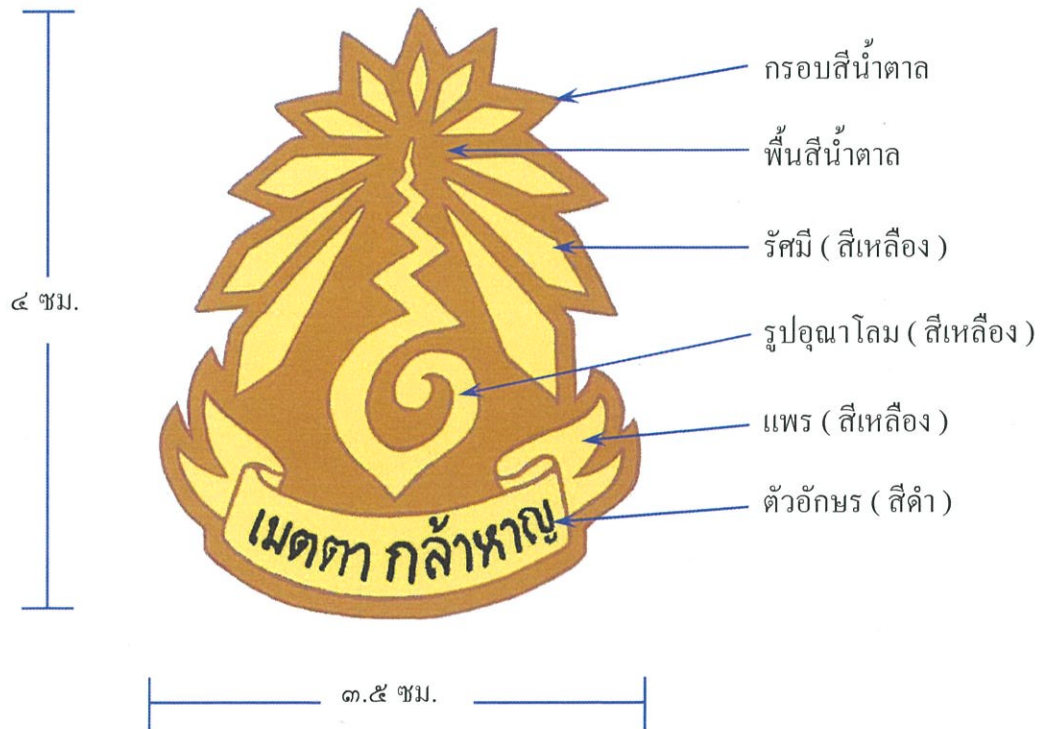 กรอบสีน้ำตาล
พื้นสีน้ำตาล
รัศมี ( สีเหลือง )
๔ ซม.
รูปอุณาโลม ( สีเหลือง )
แพร ( สีเหลือง )
ตัวอักษร ( สีดำ )
เมตตา กล้าหาญ
๓.๕ ซม.